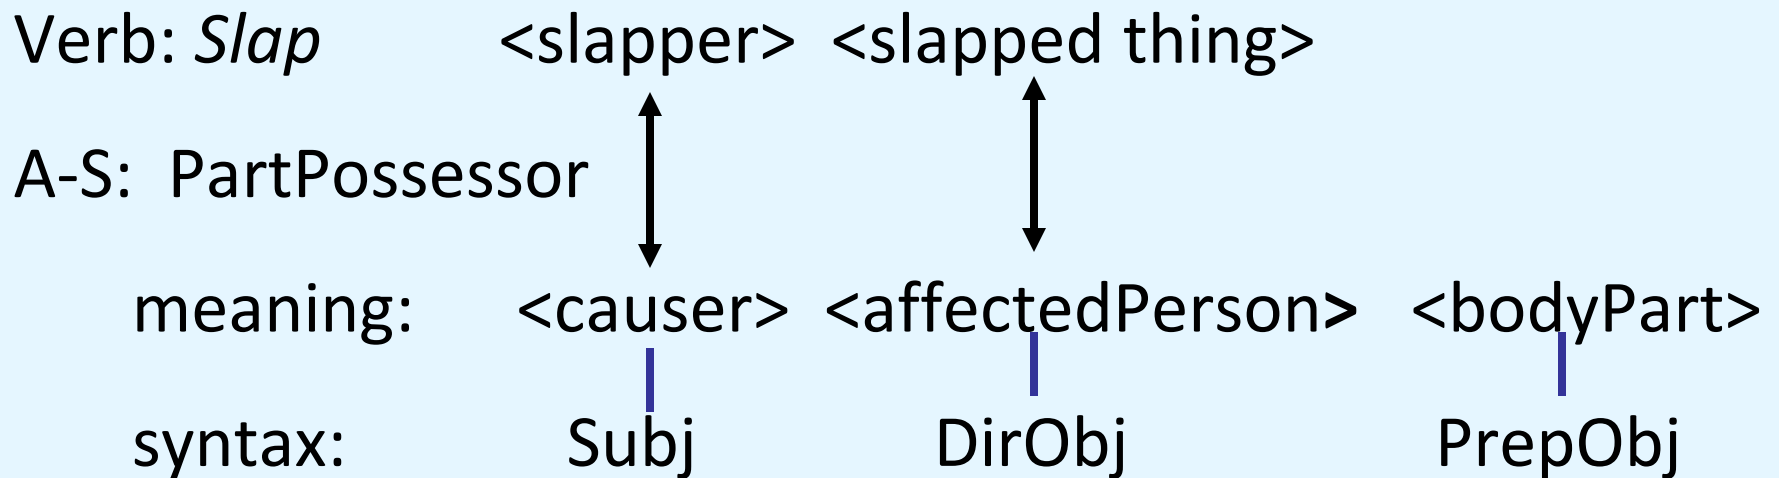 Verb: Slap <slapper> <slapped thing>
A-S: PartPossessor
meaning: <causer> <affectedPerson> <bodyPart>
syntax: Subj DirObj PrepObj